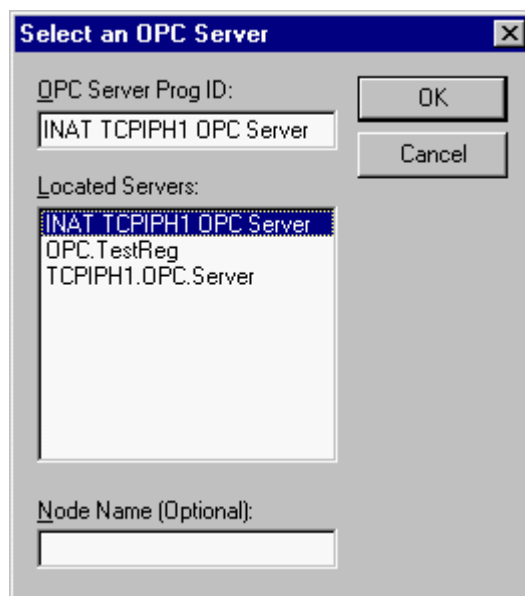 Select an OPC Server
OPC Server Prog ID:
INAT TCPIPH1 OPC Server
OK
Cancel
Located Servers:
INAT TCPIPH1 OPC Server
OPC.TestReg
TCPIPH1.OPC.Server
Node Name (Optional):